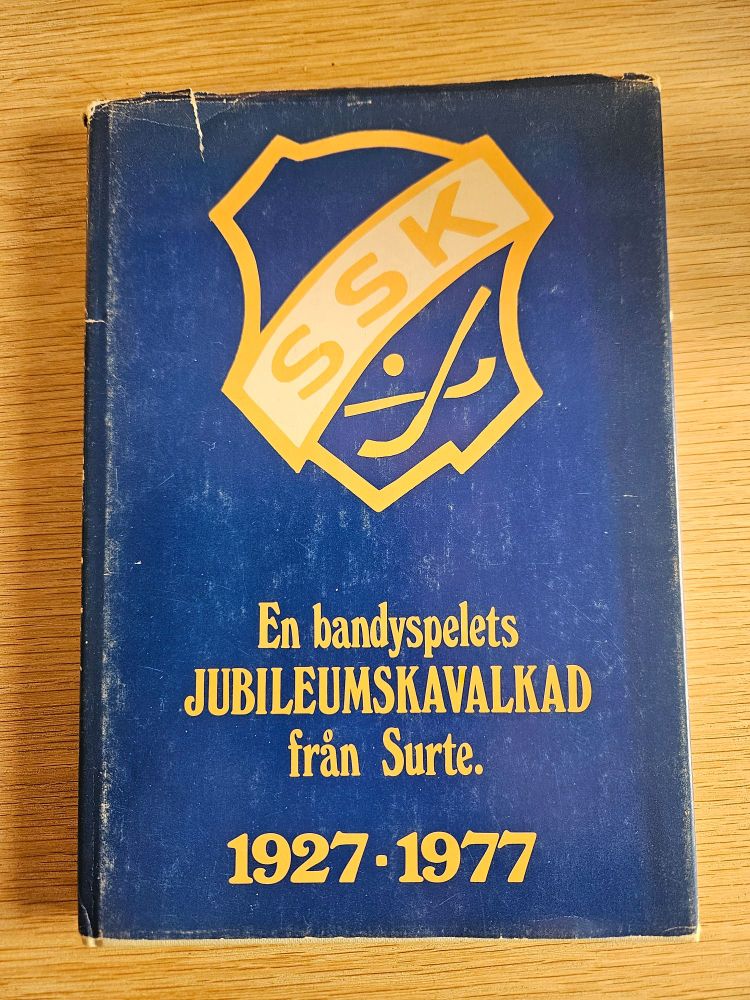 SSK
En bandyspelets
JUBILEUMSKAVALKAD
från Surte.
1927·1977